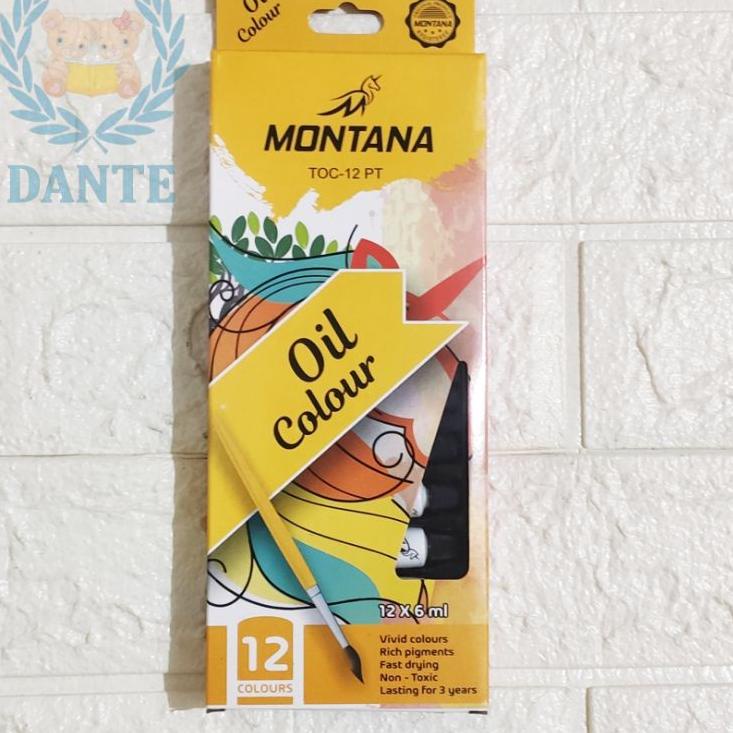 Oil
Colour
MONTANA
DANTE
MONTANA
TOC-12 PT
Oil
Colour
12 X 6 ml
12
COLOURS
Vivid colours
Rich pigments
Fast drying
Non - Toxic
Lasting for 3 years